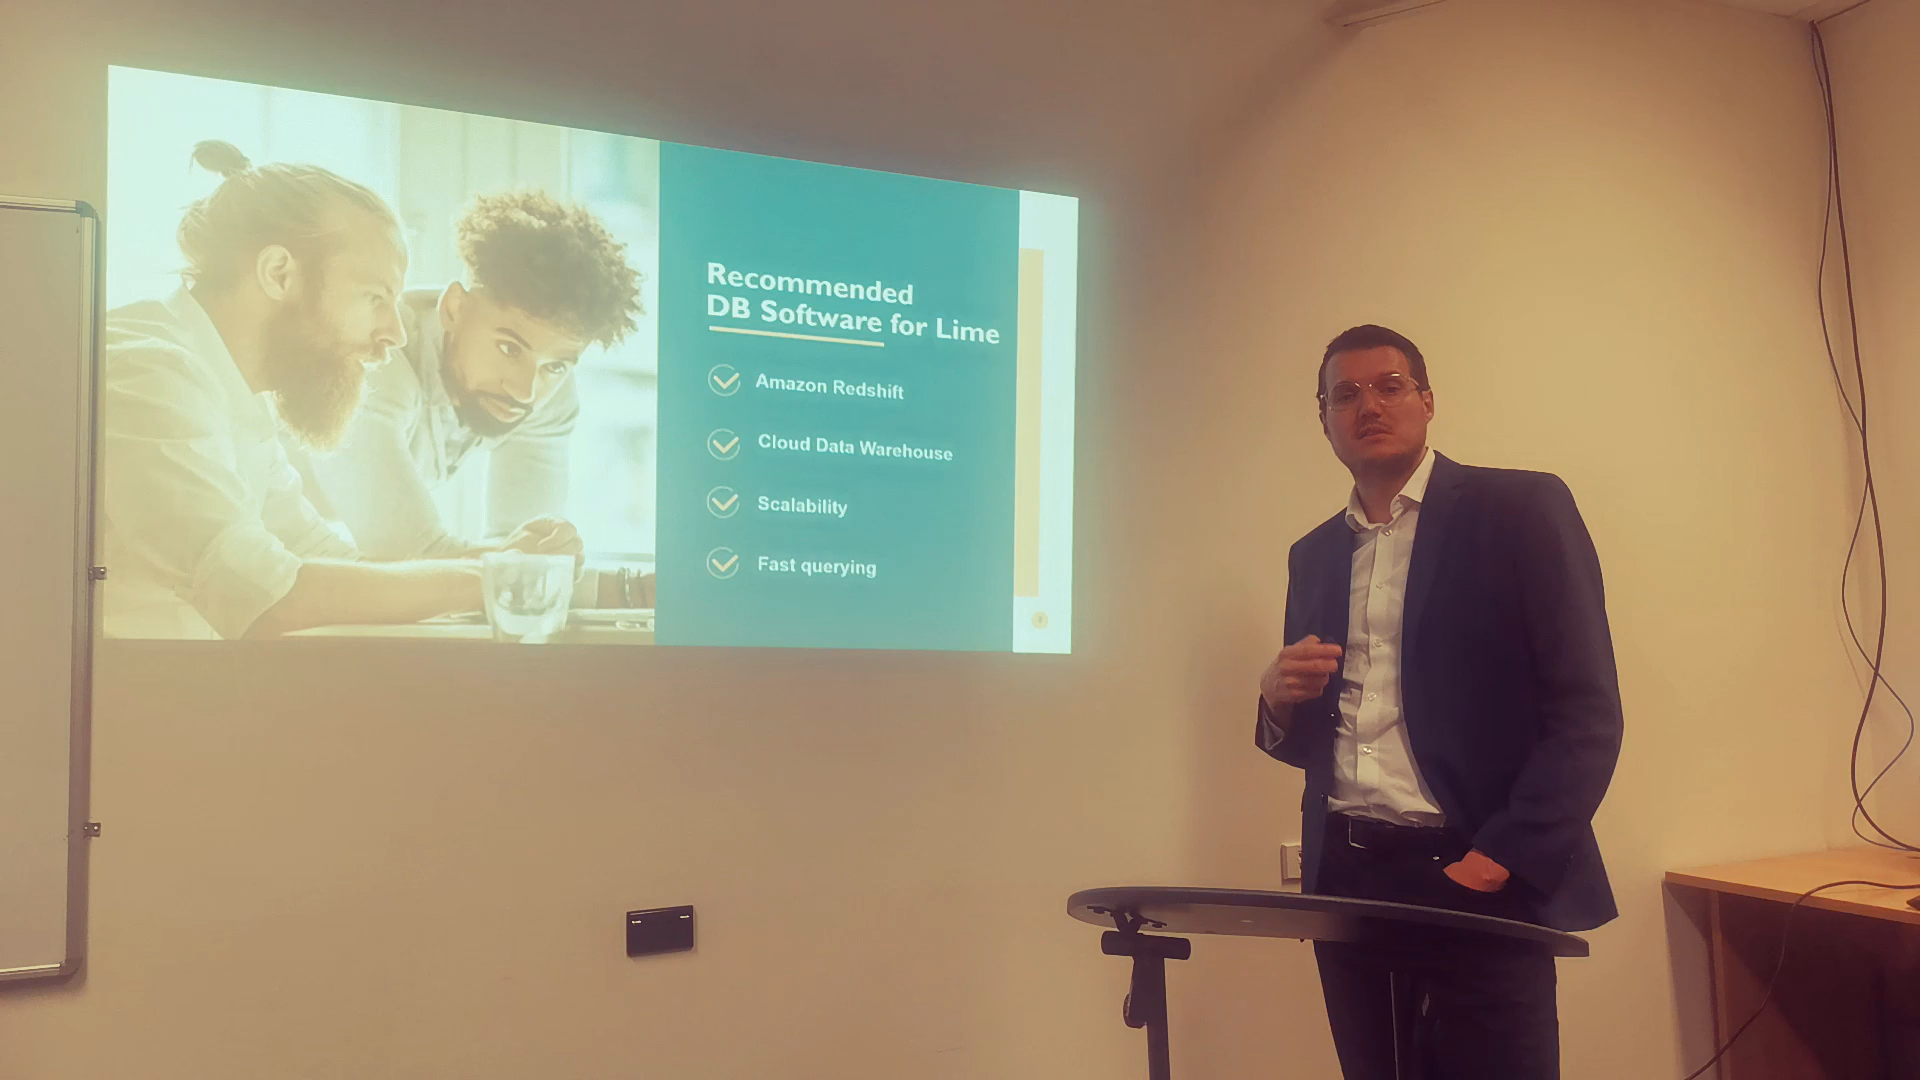 Recommended
DB Software for Lime
Amazon Redshift
Cloud Data Warehouse
Scalability
Fast querying